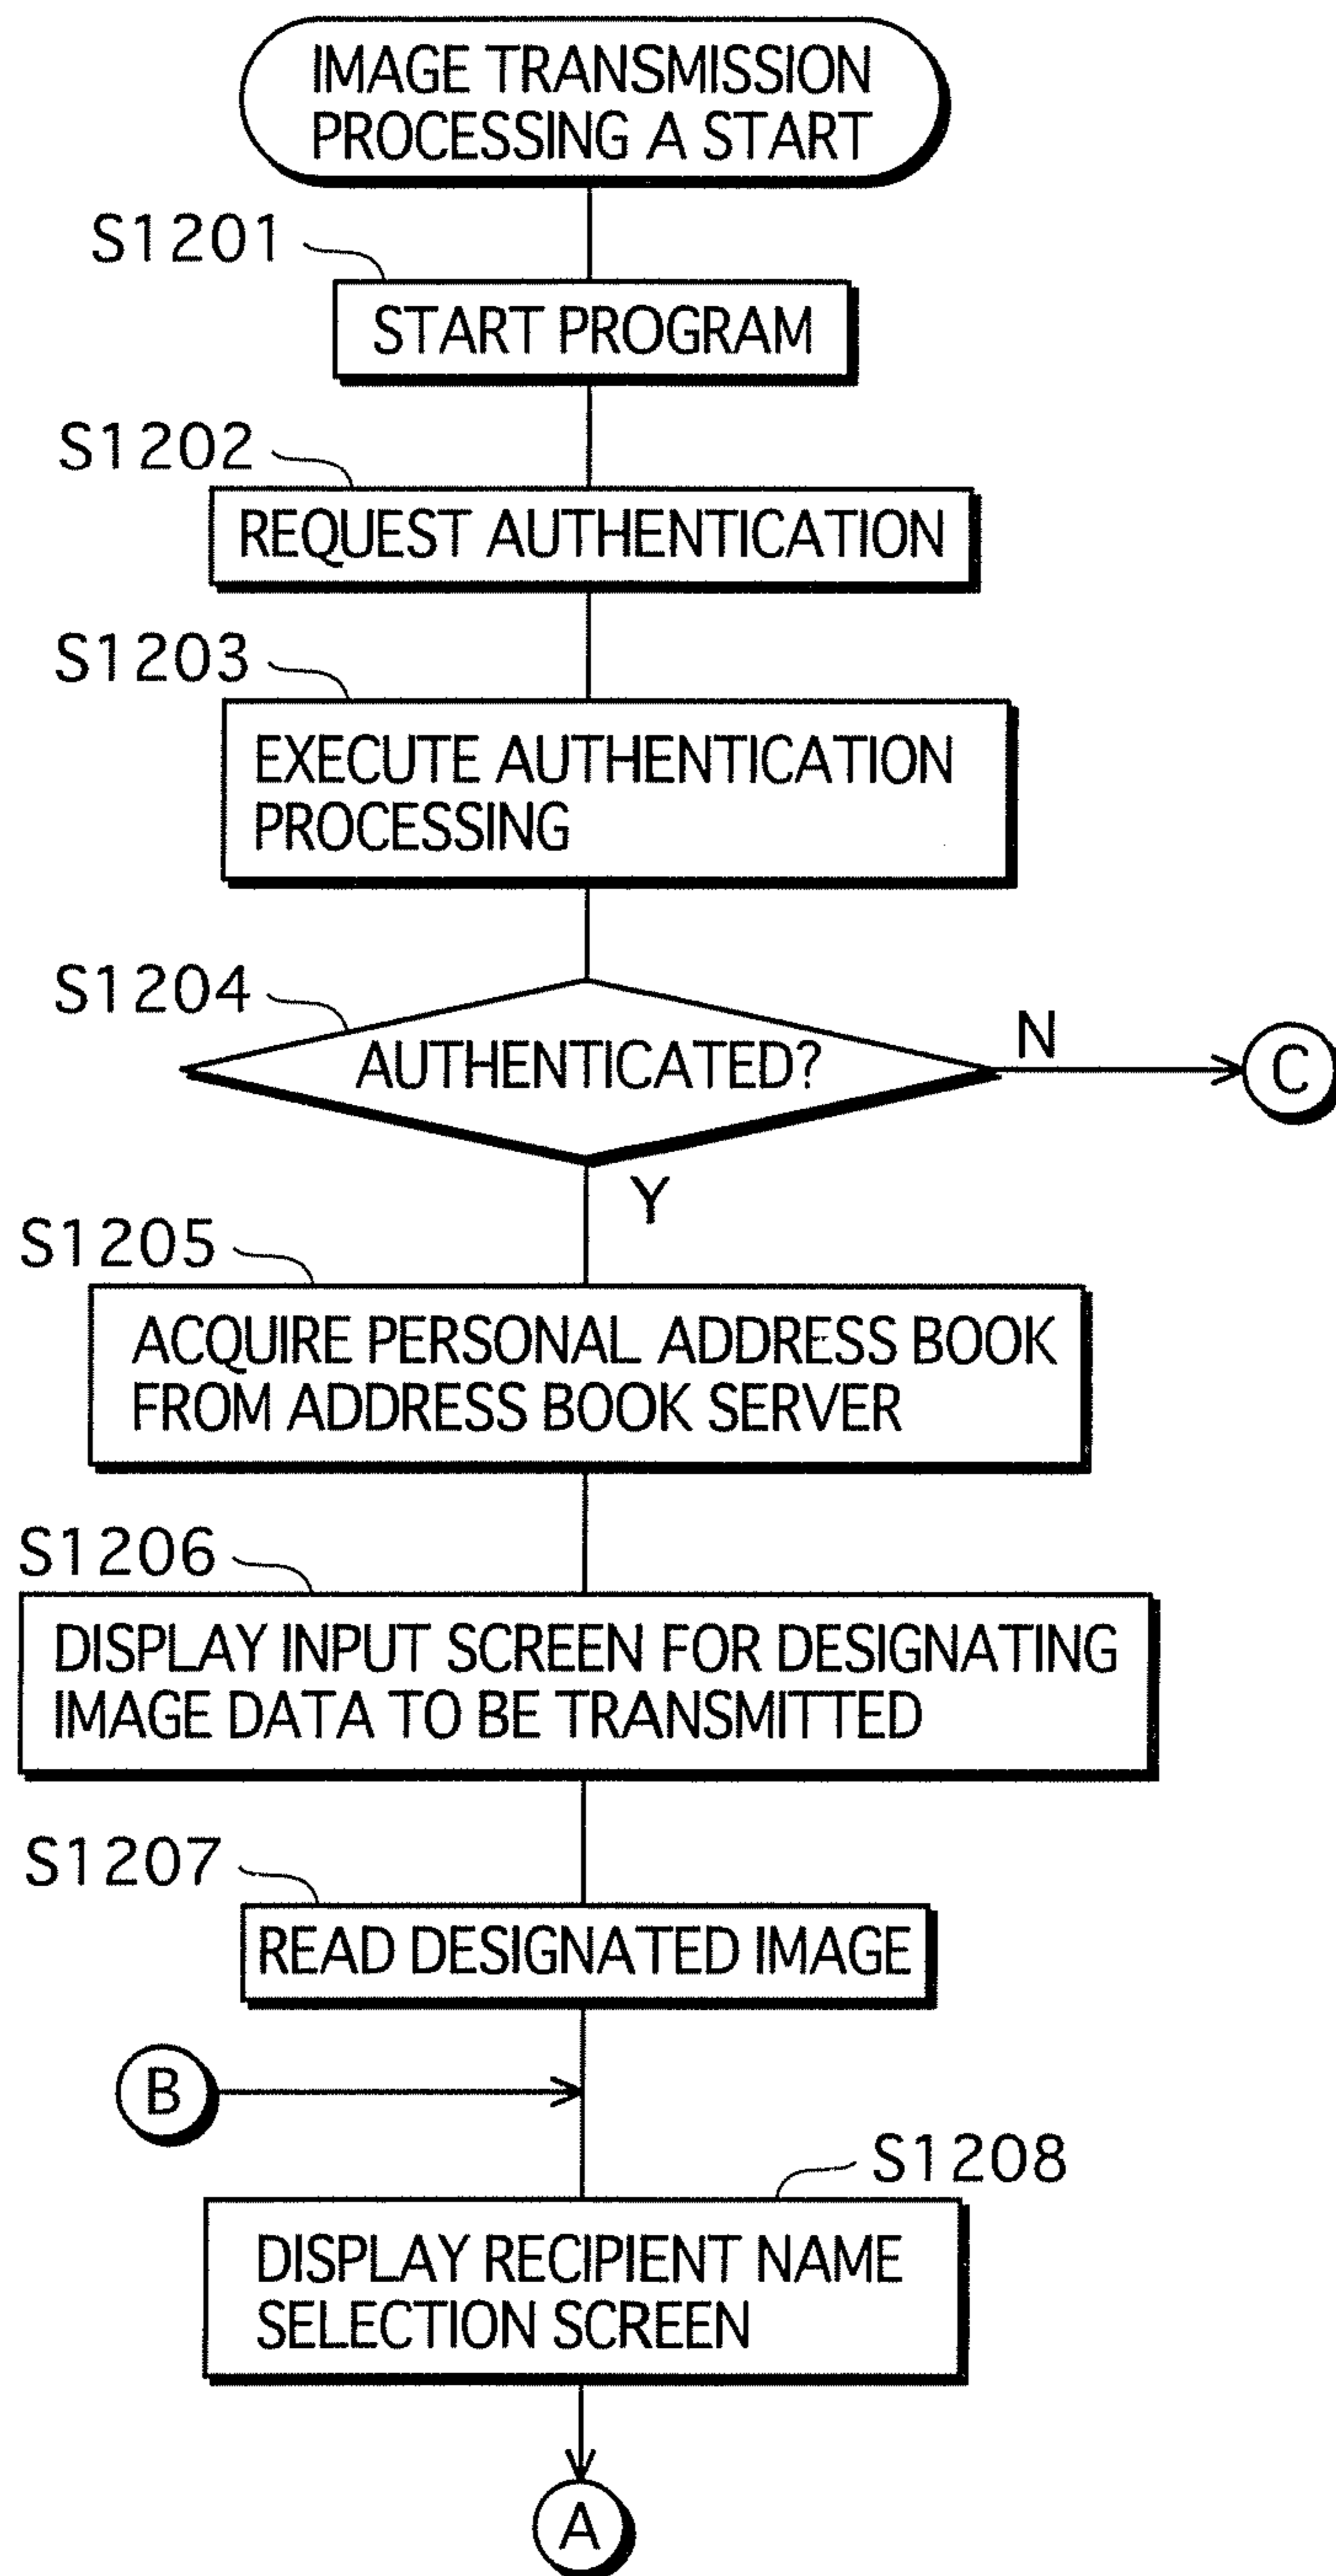 IMAGE TRANSMISSION
PROCESSING A START
S1201
START PROGRAM
S1202
REQUEST AUTHENTICATION
S1203
EXECUTE AUTHENTICATION
PROCESSING
S1204
AUTHENTICATED?
N
C
Y
S1205
ACQUIRE PERSONAL ADDRESS BOOK
FROM ADDRESS BOOK SERVER
S1206
DISPLAY INPUT SCREEN FOR DESIGNATING
IMAGE DATA TO BE TRANSMITTED
S1207
READ DESIGNATED IMAGE
B
S1208
DISPLAY RECIPIENT NAME
SELECTION SCREEN
A